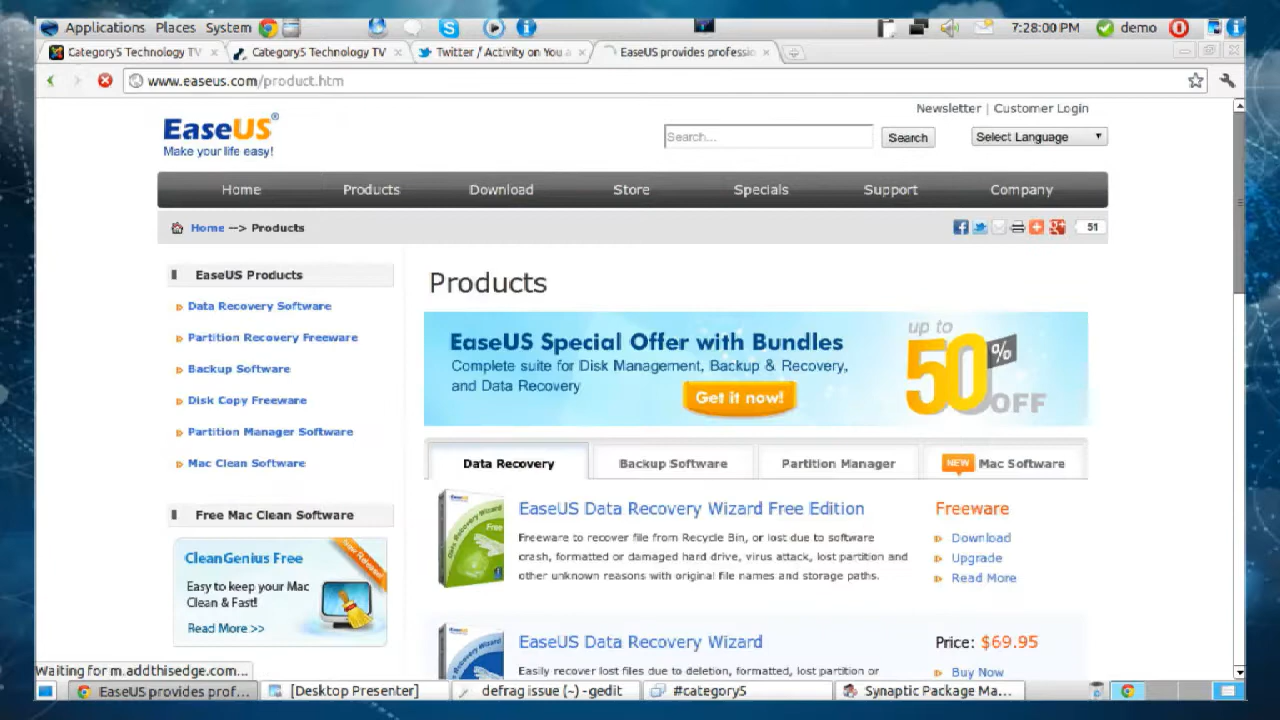 Applications Places System 7:28:00 PM demo
Category5 Technology TV Category5 Technology TV Twitter / Activity on You a EaseUS provides professio
www.easeus.com/product.htm
Newsletter | Customer Login
EaseUS®
Make your life easy!
Search... Search Select Language
Home Products Download Store Specials Support Company
Home --> Products 51
EaseUS Products
Data Recovery Software
Partition Recovery Freeware
Backup Software
Disk Copy Freeware
Partition Manager Software
Mac Clean Software
Free Mac Clean Software
CleanGenius Free
New Release!
Easy to keep your Mac
Clean & Fast!
Read More >>
Products
EaseUS Special Offer with Bundles
Complete suite for Disk Management, Backup & Recovery,
and Data Recovery
Get it now!
up to
50%
OFF
Data Recovery Backup Software Partition Manager NEW Mac Software
EaseUS Data Recovery Wizard Free Edition
Freeware to recover file from Recycle Bin, or lost due to software
crash, formatted or damaged hard drive, virus attack, lost partition and
other unknown reasons with original file names and storage paths.
Freeware
Download
Upgrade
Read More
EaseUS Data Recovery Wizard
Price: $69.95
Easily recover lost files due to deletion, formatted, lost partition or
Buy Now
Waiting for m.addthisedge.com...
EaseUS provides prof... [Desktop Presenter] defrag issue (~) - gedit #category5 Synaptic Package Ma...